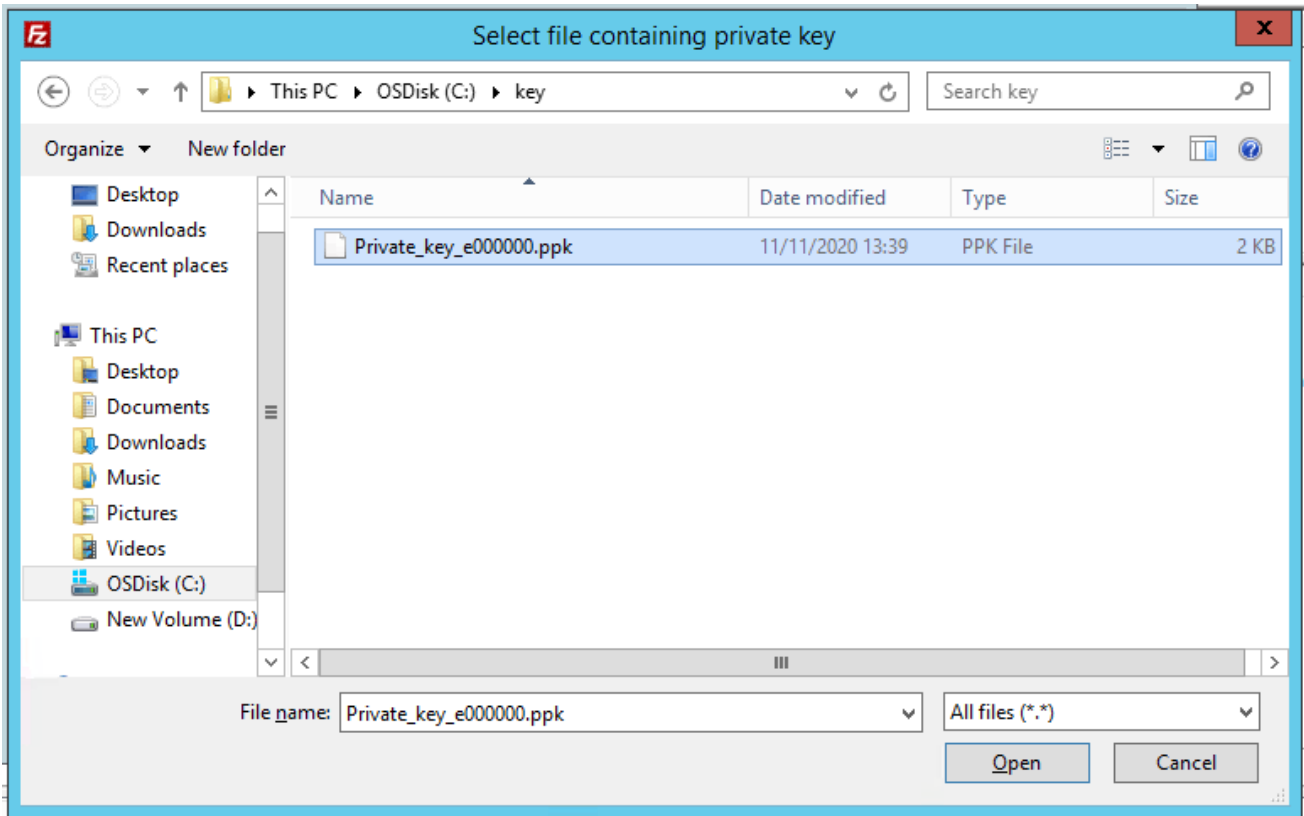 Fz
Select file containing private key
x
This PC OSDisk (C:) key
Search key
Organize New folder
Desktop
Downloads
Recent places
This PC
Desktop
Documents
Downloads
Music
Pictures
Videos
OSDisk (C:)
New Volume (D:)
Name Date modified Type Size
Private_key_e000000.ppk 11/11/2020 13:39 PPK File 2 KB
File name: Private_key_e000000.ppk All files (*.*)
Open Cancel